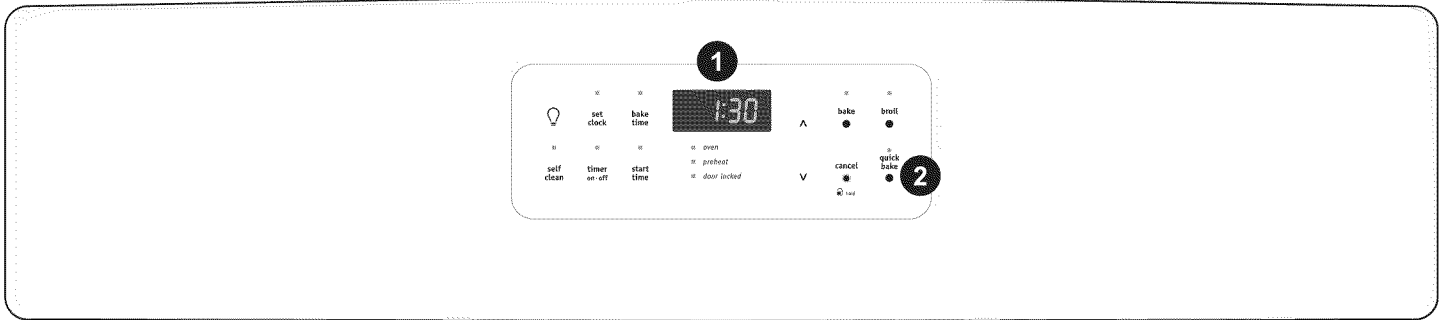 1
1:30
set
clock
bake
time
bake
broil
self
clean
timer
on · off
start
time
oven
preheat
door locked
cancel
quick
bake
2